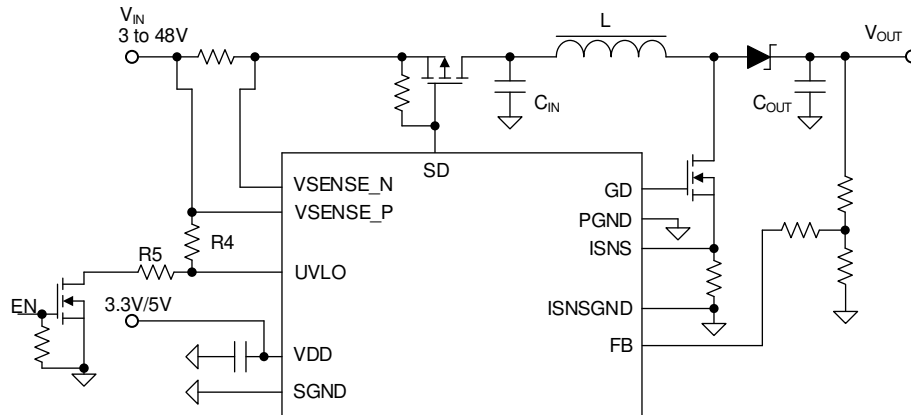 VIN
3 to 48V
L
VOUT
CIN
COUT
SD
VSENSE_N
VSENSE_P
GD
PGND
R4
R5
UVLO
ISNS
EN
3.3V/5V
ISNSGND
VDD
FB
SGND